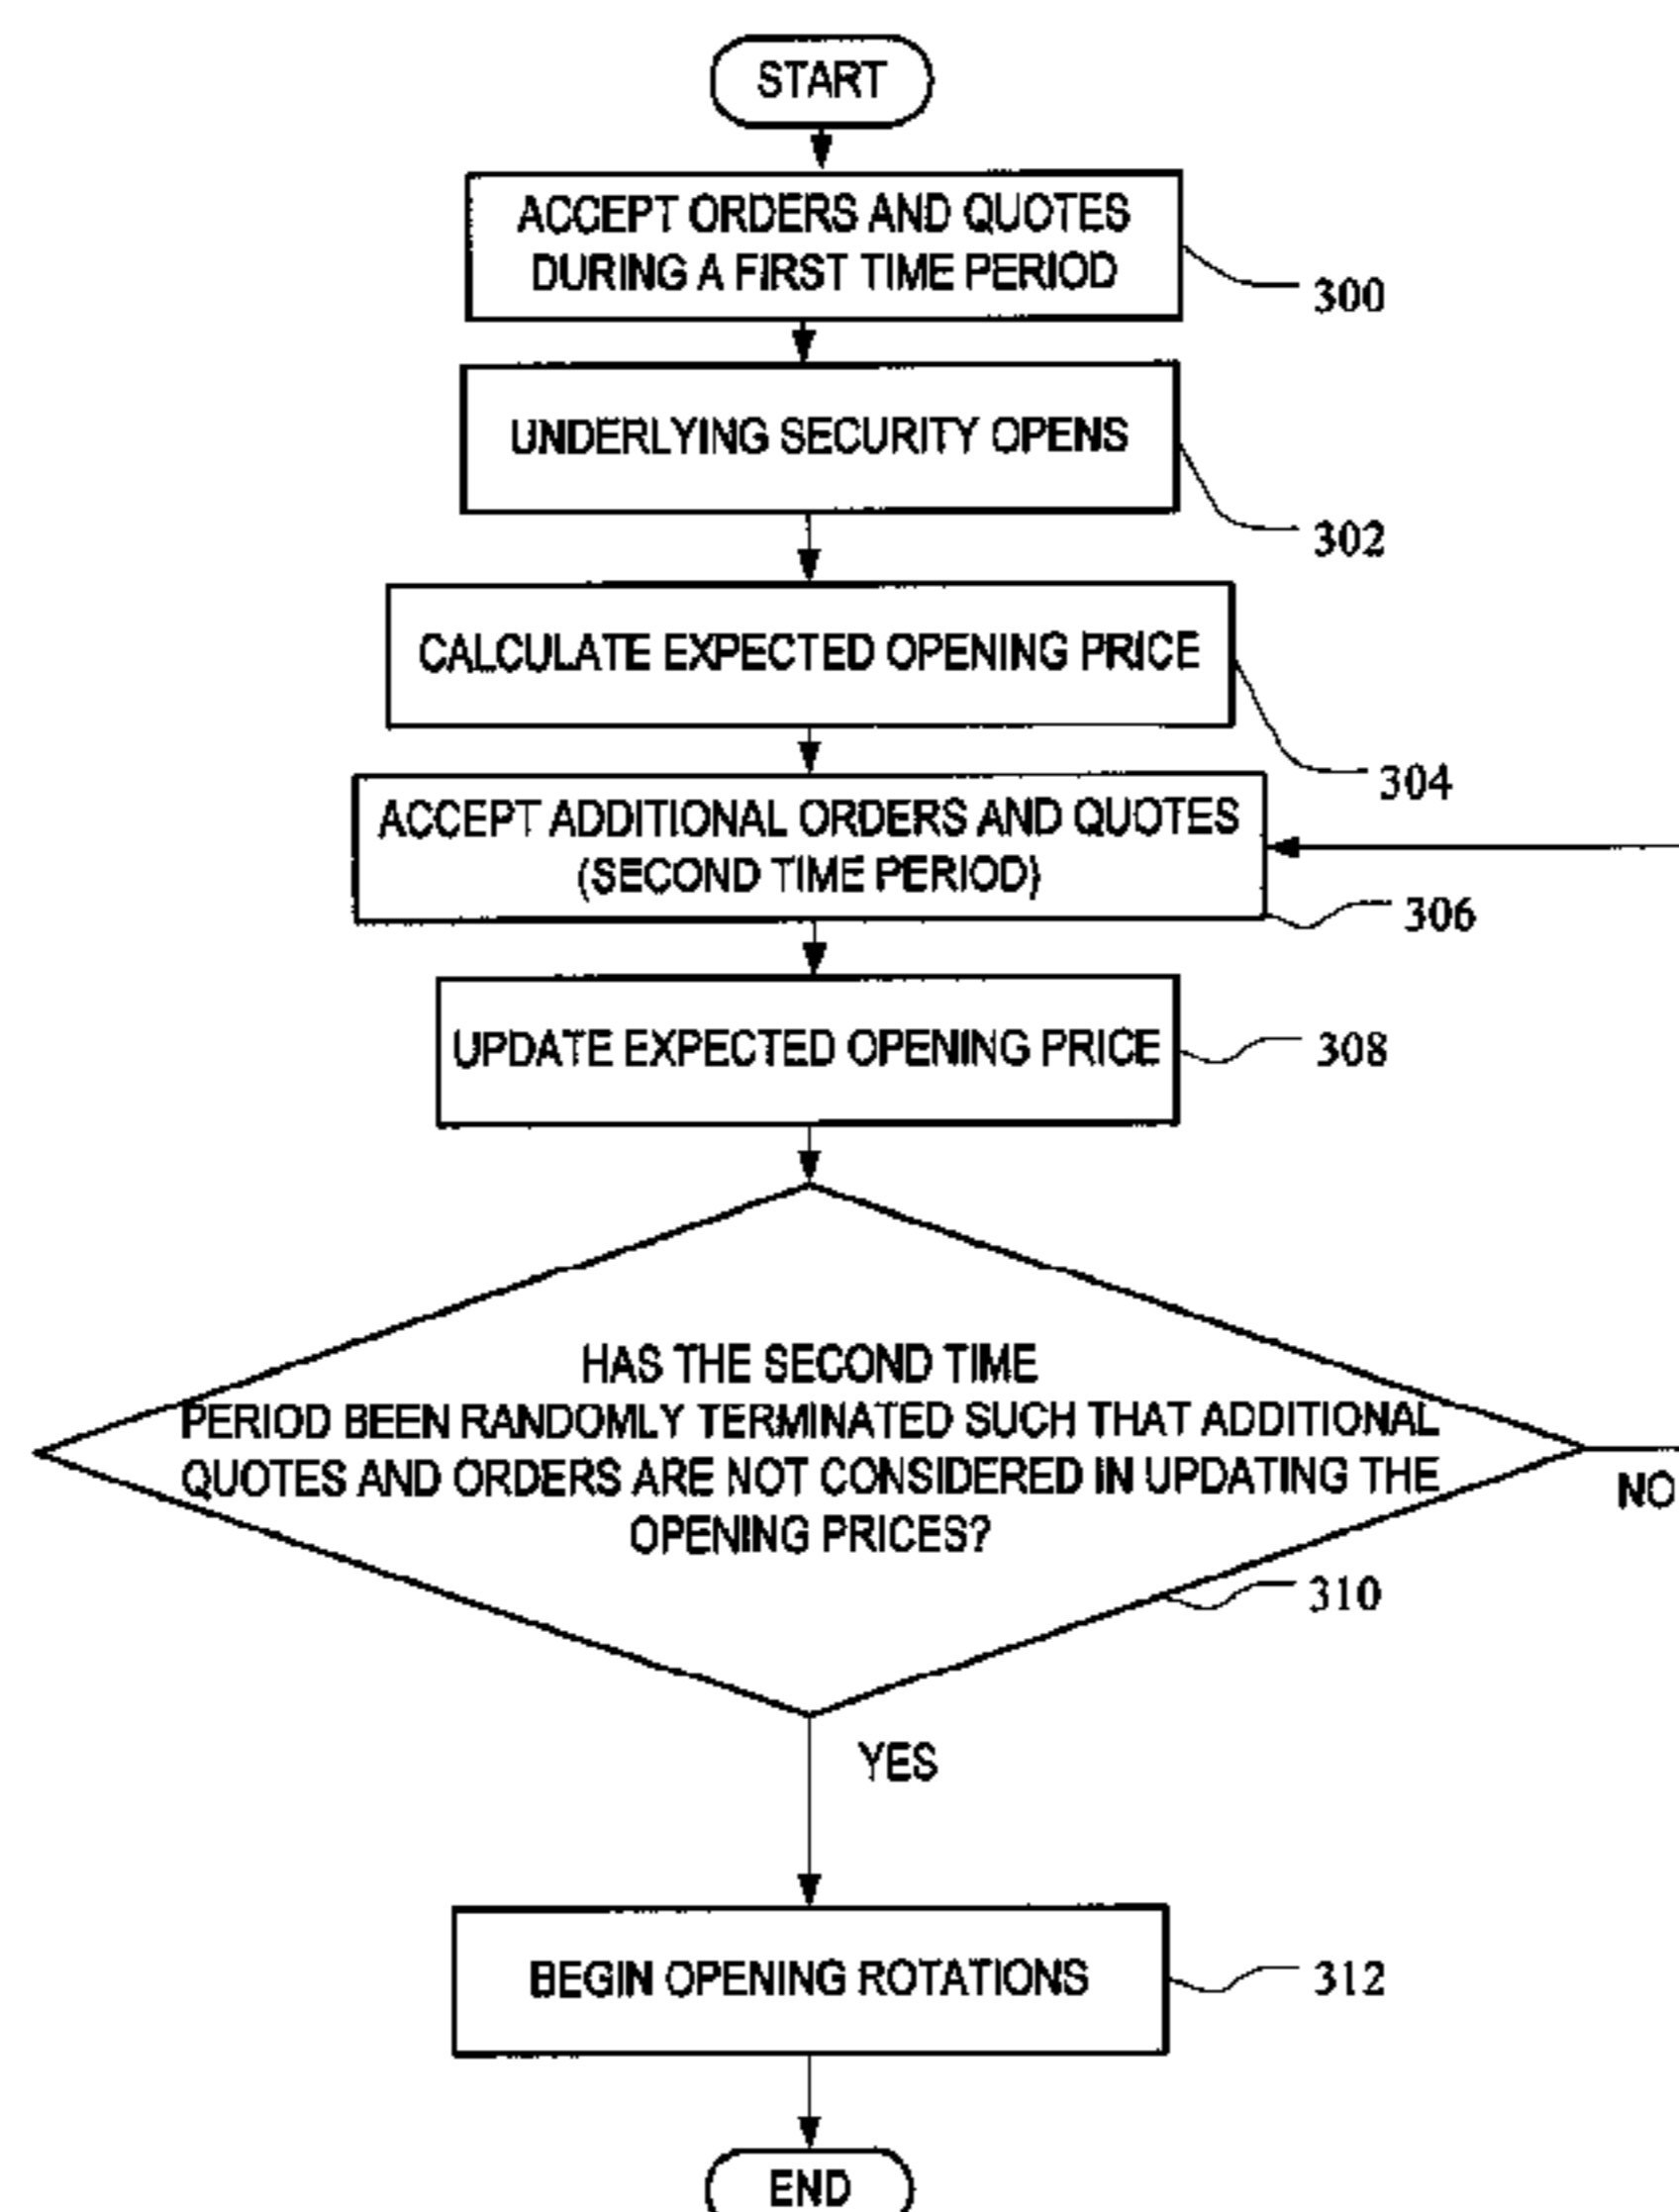 START
ACCEPT ORDERS AND QUOTES
DURING A FIRST TIME PERIOD
300
UNDERLYING SECURITY OPENS
302
CALCULATE EXPECTED OPENING PRICE
304
ACCEPT ADDITIONAL ORDERS AND QUOTES
(SECOND TIME PERIOD)
306
UPDATE EXPECTED OPENING PRICE
308
HAS THE SECOND TIME
PERIOD BEEN RANDOMLY TERMINATED SUCH THAT ADDITIONAL
QUOTES AND ORDERS ARE NOT CONSIDERED IN UPDATING THE
OPENING PRICES?
NO
310
YES
BEGIN OPENING ROTATIONS
312
END